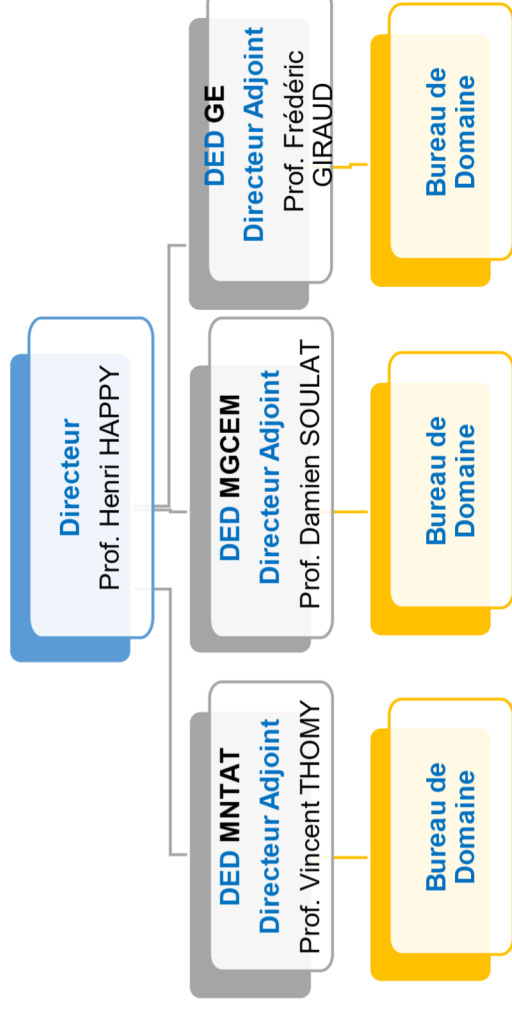 Directeur
Prof. Henri HAPPY
DED MNTAT
Directeur Adjoint
Prof. Vincent THOMY
DED MGCEM
Directeur Adjoint
Prof. Damien SOULAT
DED GE
Directeur Adjoint
Prof. Frédéric
GIRAUD
Bureau de
Domaine
Bureau de
Domaine
Bureau de
Domaine